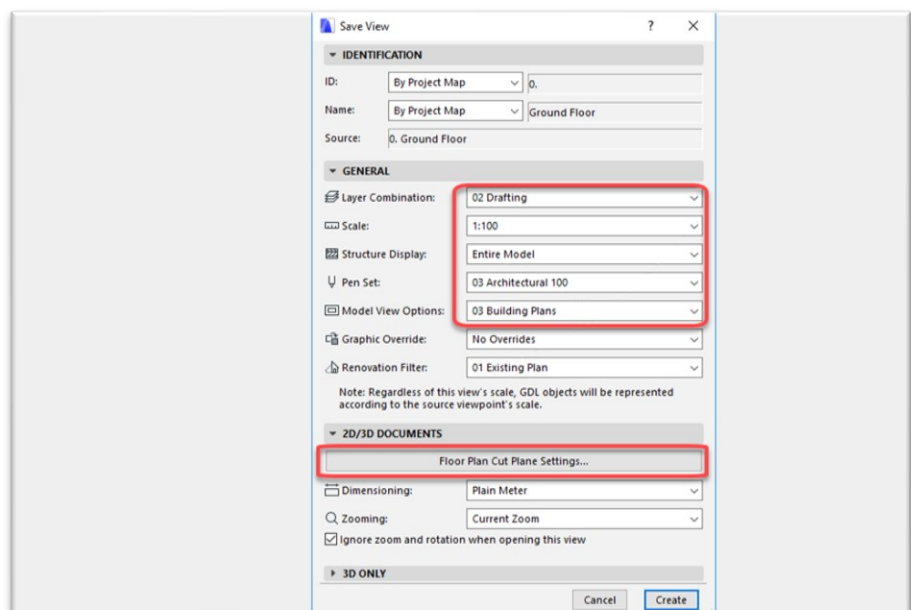 Save View ? ×
IDENTIFICATION
ID: By Project Map 0.
Name: By Project Map Ground Floor
Source: 0. Ground Floor
GENERAL
Layer Combination: 02 Drafting
Scale: 1:100
Structure Display: Entire Model
Pen Set: 03 Architectural 100
Model View Options: 03 Building Plans
Graphic Override: No Overrides
Renovation Filter: 01 Existing Plan
Note: Regardless of this view's scale, GDL objects will be represented
according to the source viewpoint's scale.
2D/3D DOCUMENTS
Floor Plan Cut Plane Settings...
Dimensioning: Plain Meter
Zooming: Current Zoom
Ignore zoom and rotation when opening this view
3D ONLY
Cancel Create